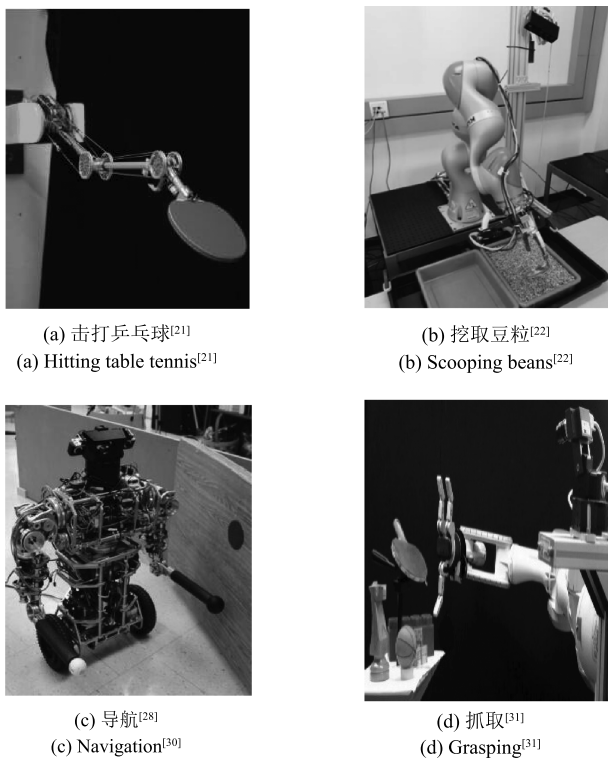 (a) 击打乒乓球[21]
(a) Hitting table tennis[21]
(b) 挖取豆粒[22]
(b) Scooping beans[22]
(c) 导航[28]
(c) Navigation[30]
(d) 抓取[31]
(d) Grasping[31]